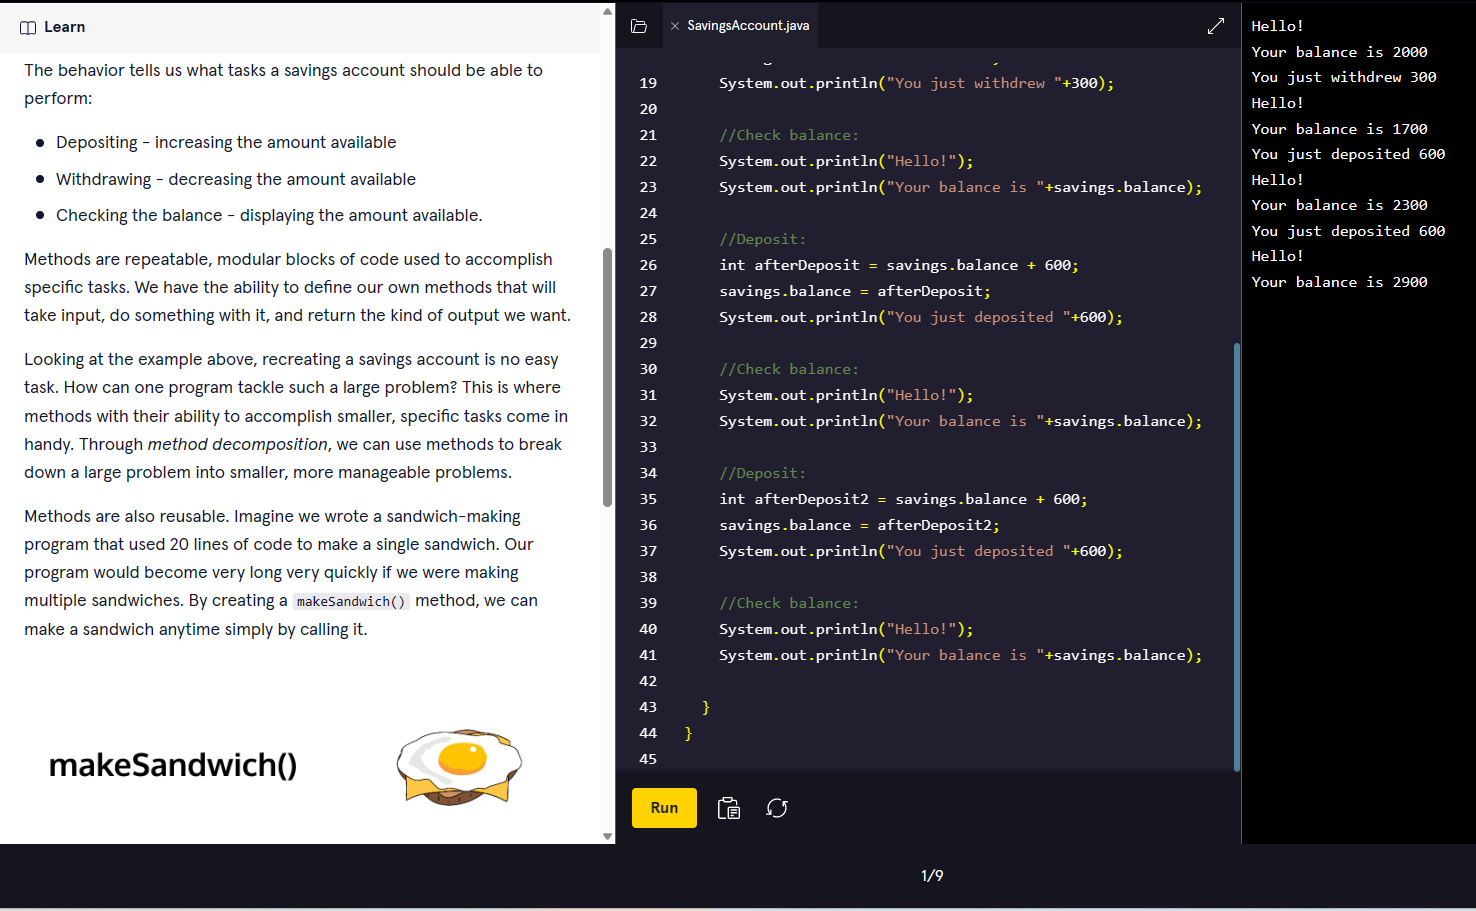 Learn
The behavior tells us what tasks a savings account should be able to
perform:
Depositing - increasing the amount available
Withdrawing - decreasing the amount available
Checking the balance - displaying the amount available.
Methods are repeatable, modular blocks of code used to accomplish
specific tasks. We have the ability to define our own methods that will
take input, do something with it, and return the kind of output we want.
Looking at the example above, recreating a savings account is no easy
task. How can one program tackle such a large problem? This is where
methods with their ability to accomplish smaller, specific tasks come in
handy. Through method decomposition, we can use methods to break
down a large problem into smaller, more manageable problems.
Methods are also reusable. Imagine we wrote a sandwich-making
program that used 20 lines of code to make a single sandwich. Our
program would become very long very quickly if we were making
multiple sandwiches. By creating a makeSandwich() method, we can
make a sandwich anytime simply by calling it.
makeSandwich()
SavingsAccount.java
19 System.out.println("You just withdrew "+300);
20
21 //Check balance:
22 System.out.println("Hello!");
23 System.out.println("Your balance is "+savings.balance);
24
25 //Deposit:
26 int afterDeposit = savings.balance + 600;
27 savings.balance = afterDeposit;
28 System.out.println("You just deposited "+600);
29
30 //Check balance:
31 System.out.println("Hello!");
32 System.out.println("Your balance is "+savings.balance);
33
34 //Deposit:
35 int afterDeposit2 = savings.balance + 600;
36 savings.balance = afterDeposit2;
37 System.out.println("You just deposited "+600);
38
39 //Check balance:
40 System.out.println("Hello!");
41 System.out.println("Your balance is "+savings.balance);
42
43 }
44 }
45
Run
Hello!
Your balance is 2000
You just withdrew 300
Hello!
Your balance is 1700
You just deposited 600
Hello!
Your balance is 2300
You just deposited 600
Hello!
Your balance is 2900
1/9